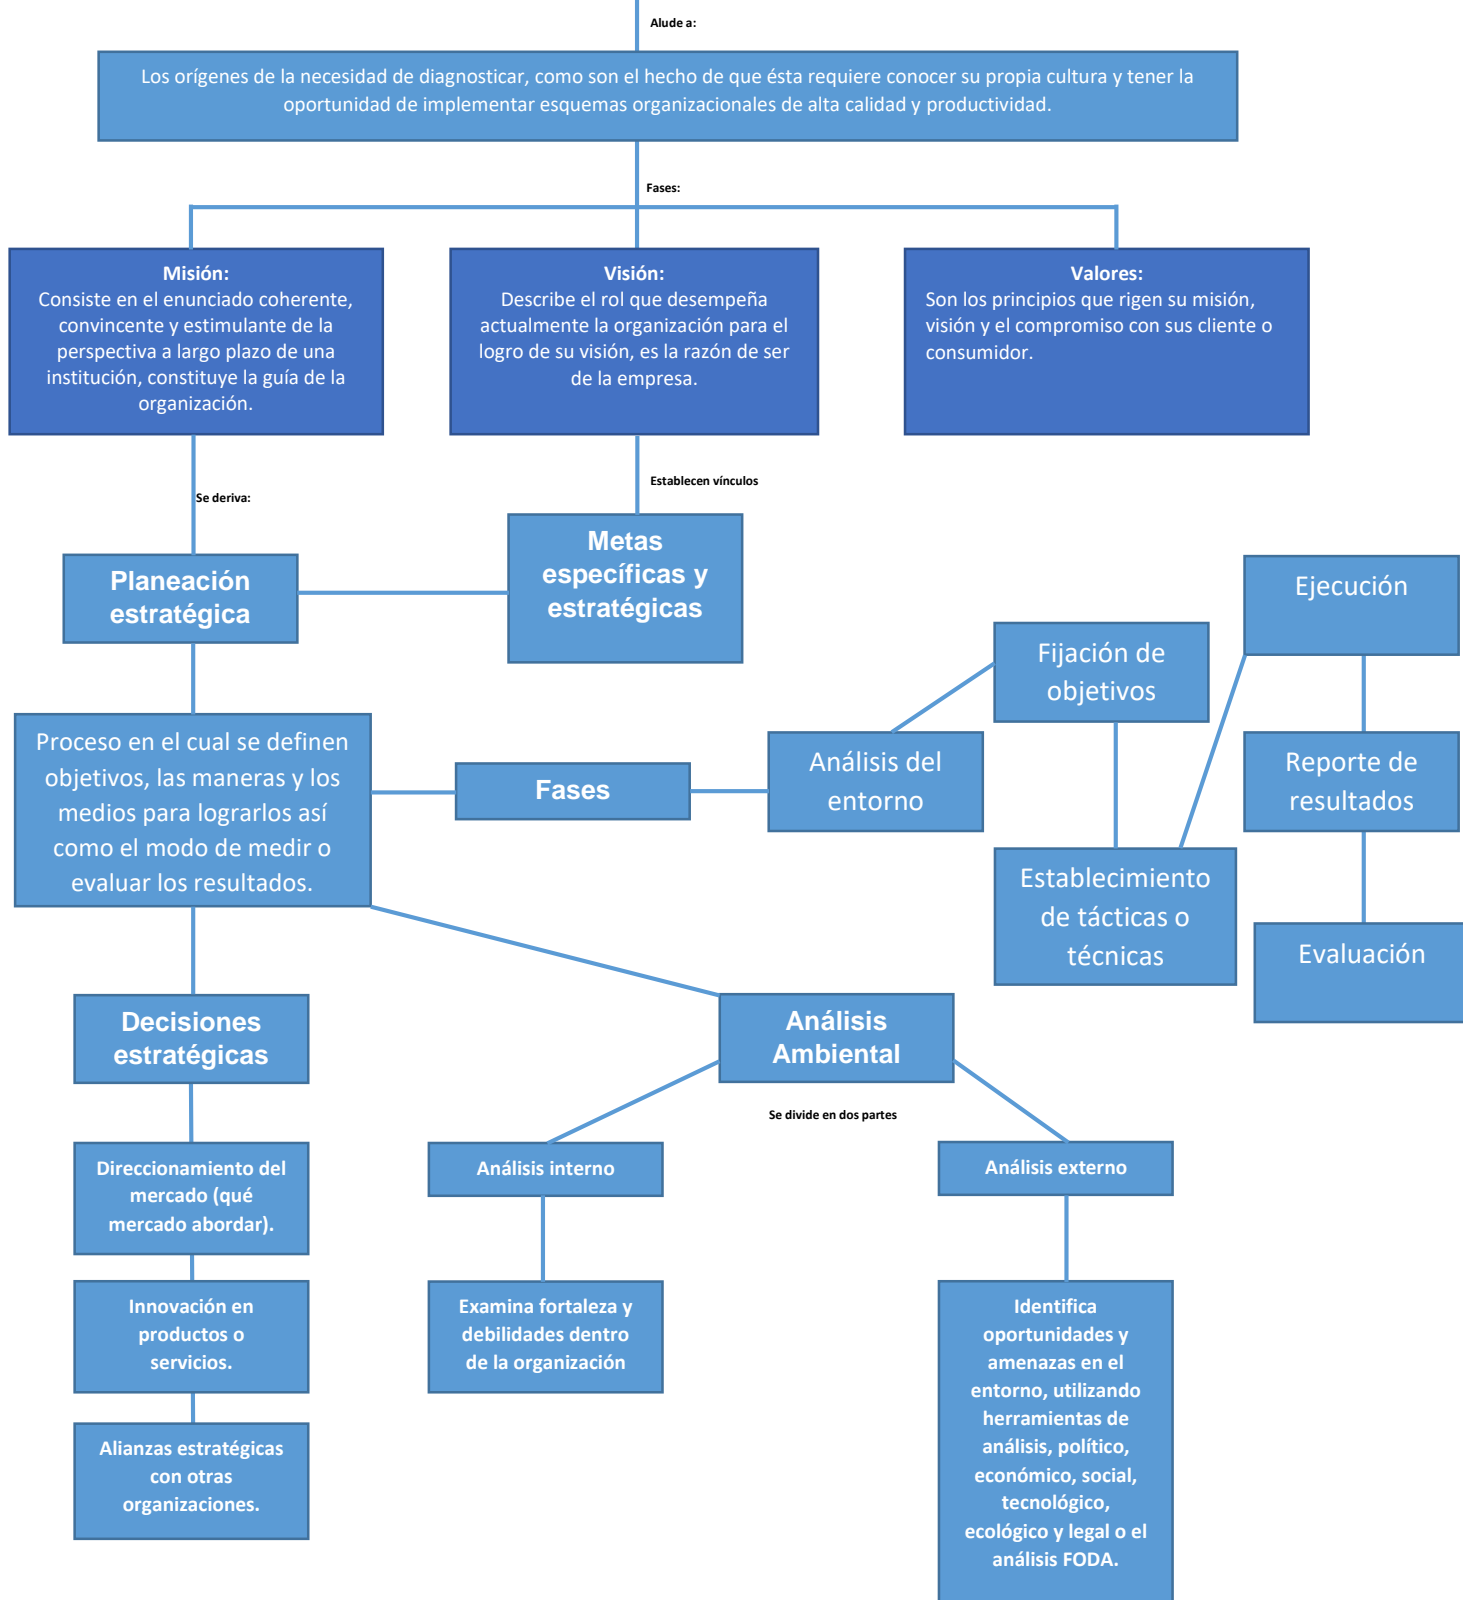 Alude a:
Los orígenes de la necesidad de diagnosticar, como son el hecho de que ésta requiere conocer su propia cultura y tener la
oportunidad de implementar esquemas organizacionales de alta calidad y productividad.
Fases:
Misión:
Consiste en el enunciado coherente,
convincente y estimulante de la
perspectiva a largo plazo de una
institución, constituye la guía de la
organización.
Visión:
Describe el rol que desempeña
actualmente la organización para el
logro de su visión, es la razón de ser
de la empresa.
Valores:
Son los principios que rigen su misión,
visión y el compromiso con sus cliente o
consumidor.
Se deriva:
Establecen vínculos
Planeación
estratégica
Metas
específicas y
estratégicas
Proceso en el cual se definen
objetivos, las maneras y los
medios para lograrlos así
como el modo de medir o
evaluar los resultados.
Fases
Análisis del
entorno
Fijación de
objetivos
Establecimiento
de tácticas o
técnicas
Ejecución
Reporte de
resultados
Evaluación
Decisiones
estratégicas
Direccionamiento del
mercado (qué
mercado abordar).
Innovación en
productos o
servicios.
Alianzas estratégicas
con otras
organizaciones.
Análisis
Ambiental
Se divide en dos partes
Análisis interno
Examina fortaleza y
debilidades dentro
de la organización
Análisis externo
Identifica
oportunidades y
amenazas en el
entorno, utilizando
herramientas de
análisis, político,
económico, social,
tecnológico,
ecológico y legal o el
análisis FODA.